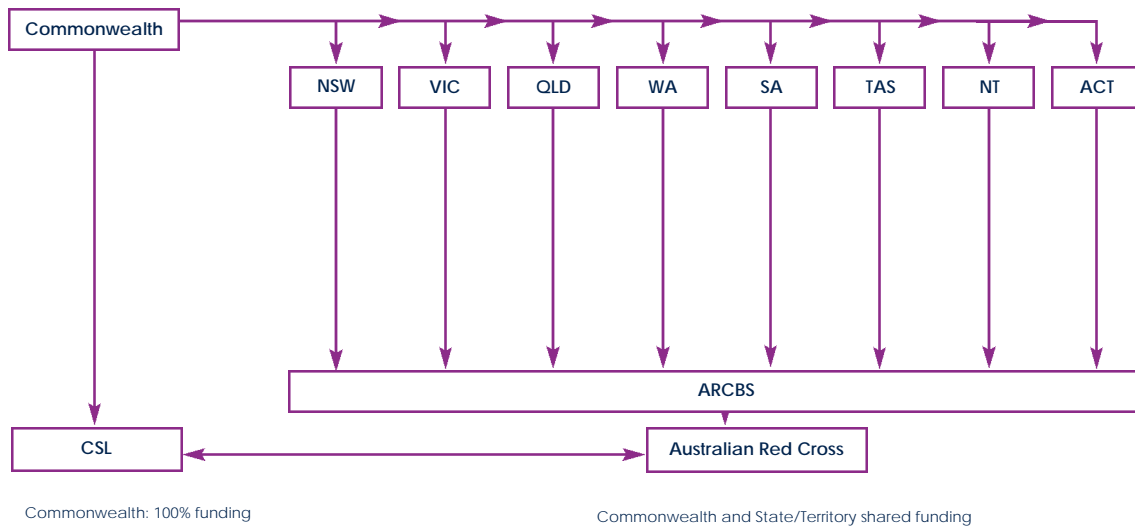 Commonwealth
NSW VIC QLD WA SA TAS NT ACT
ARCBS
CSL
Australian Red Cross
Commonwealth: 100% funding
Commonwealth and State/Territory shared funding